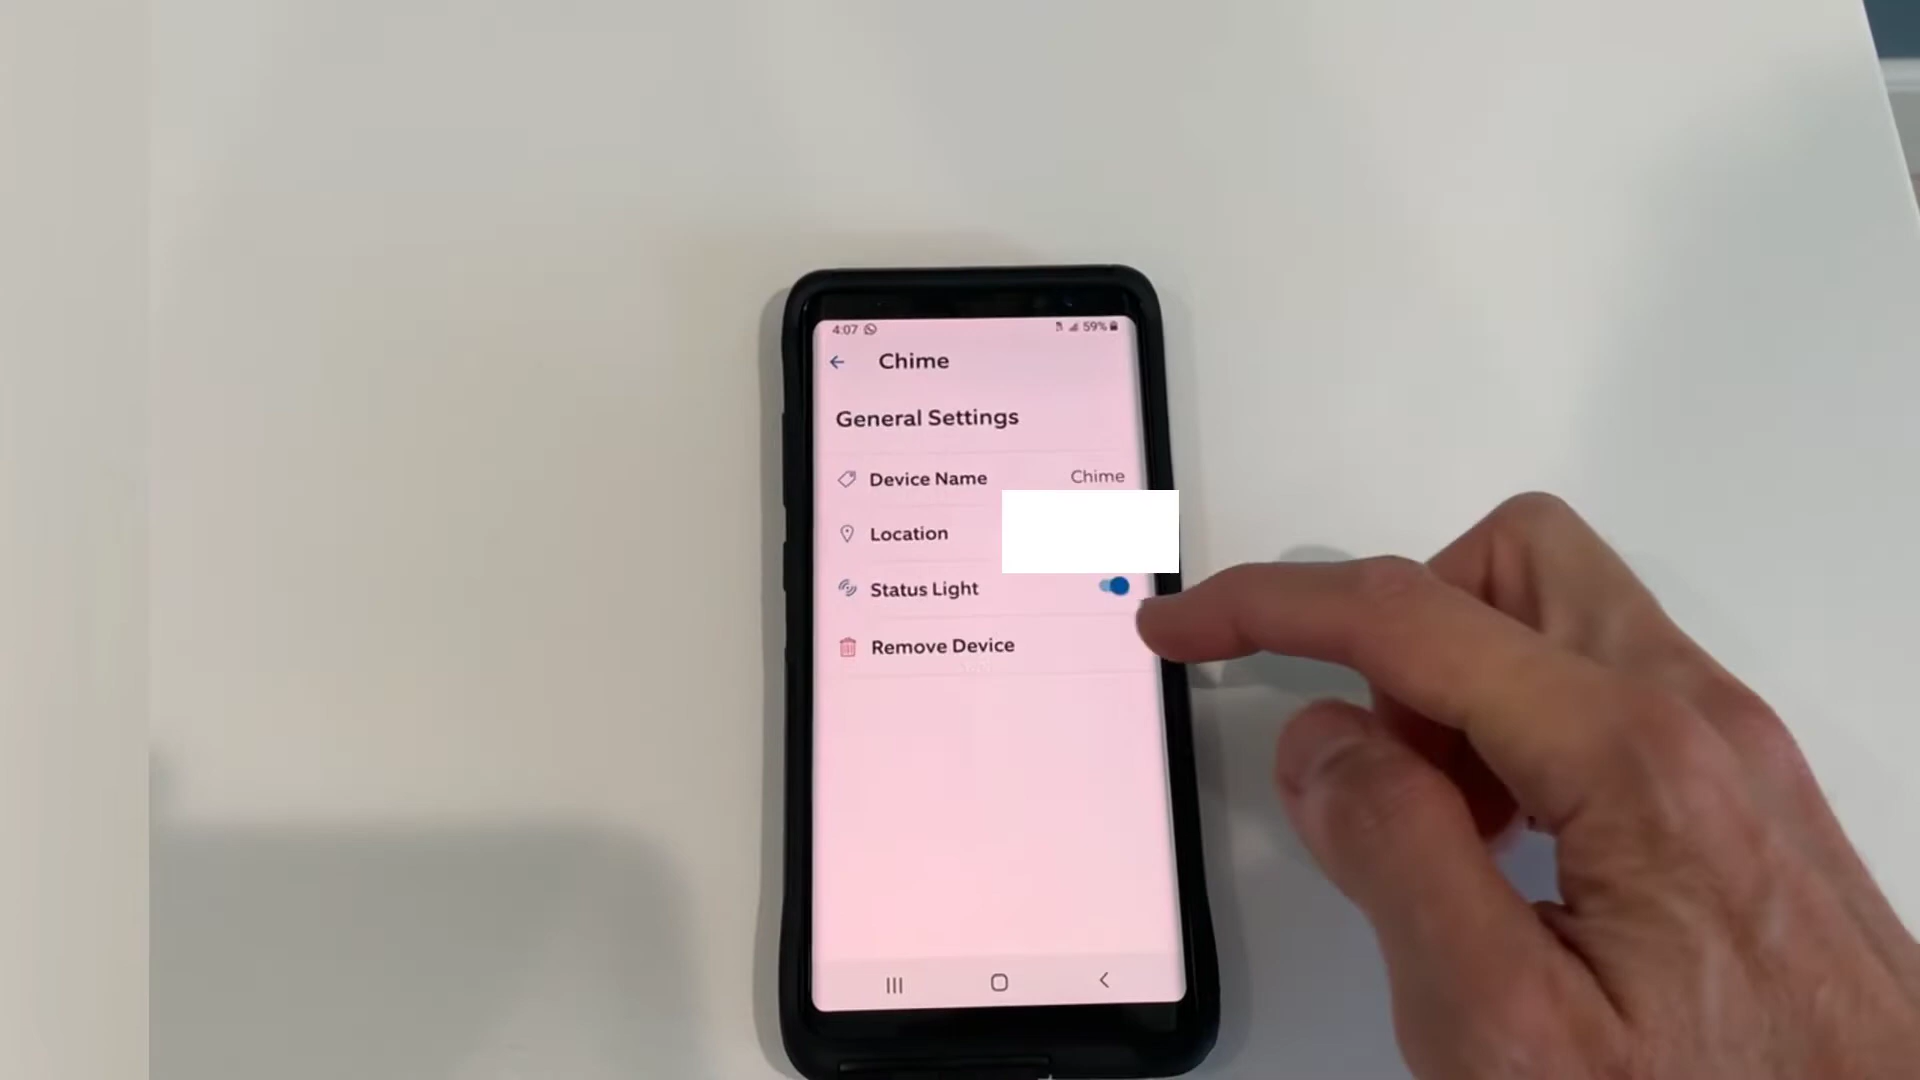 4:07 59%
Chime
General Settings
Device Name Chime
Location
Status Light
Remove Device